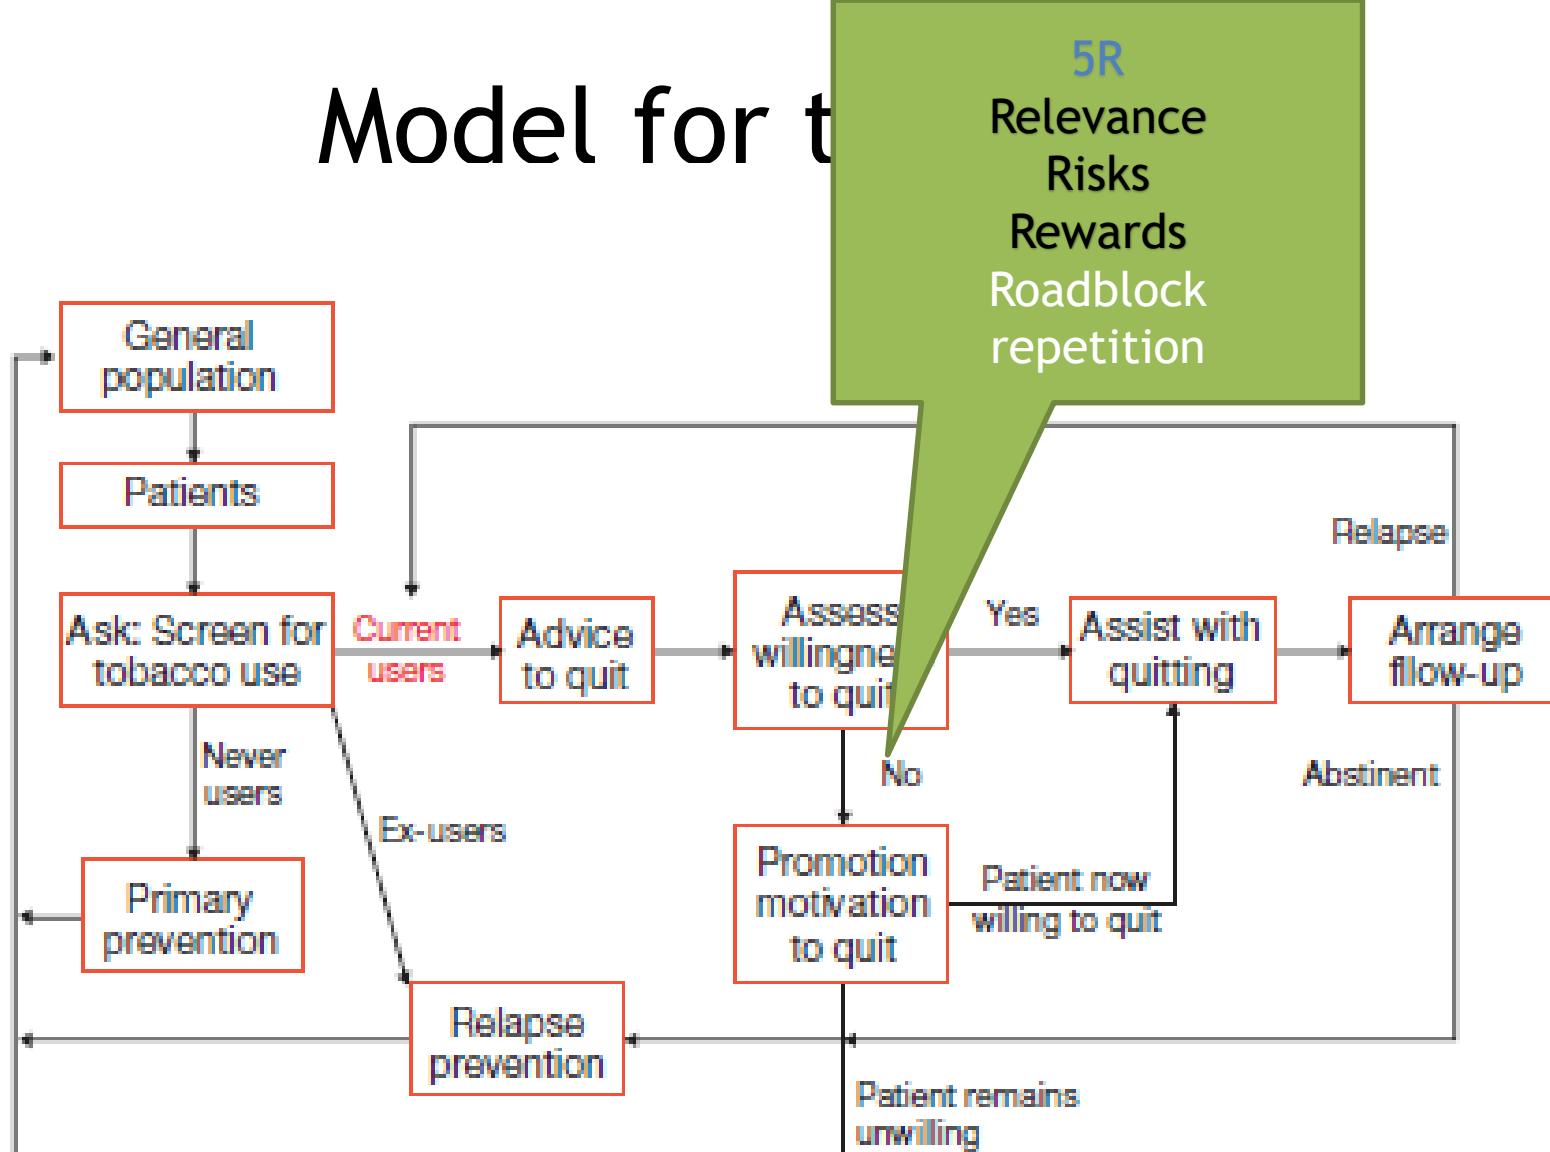 Model for t
5R
Relevance
Risks
Rewards
Roadblock
repetition
General
population
Patients
Relapse
Ask: Screen for
tobacco use
Current
users
Advice
to quit
Assess
to quit
Yes
Assist with
quitting
Arrange
fllow-up
Never
users
No
Abstinent
Ex-users
Primary
prevention
Promotion
motivation
to quit
Patient now
willing to quit
Relapse
prevention
Patient remains
unwilling